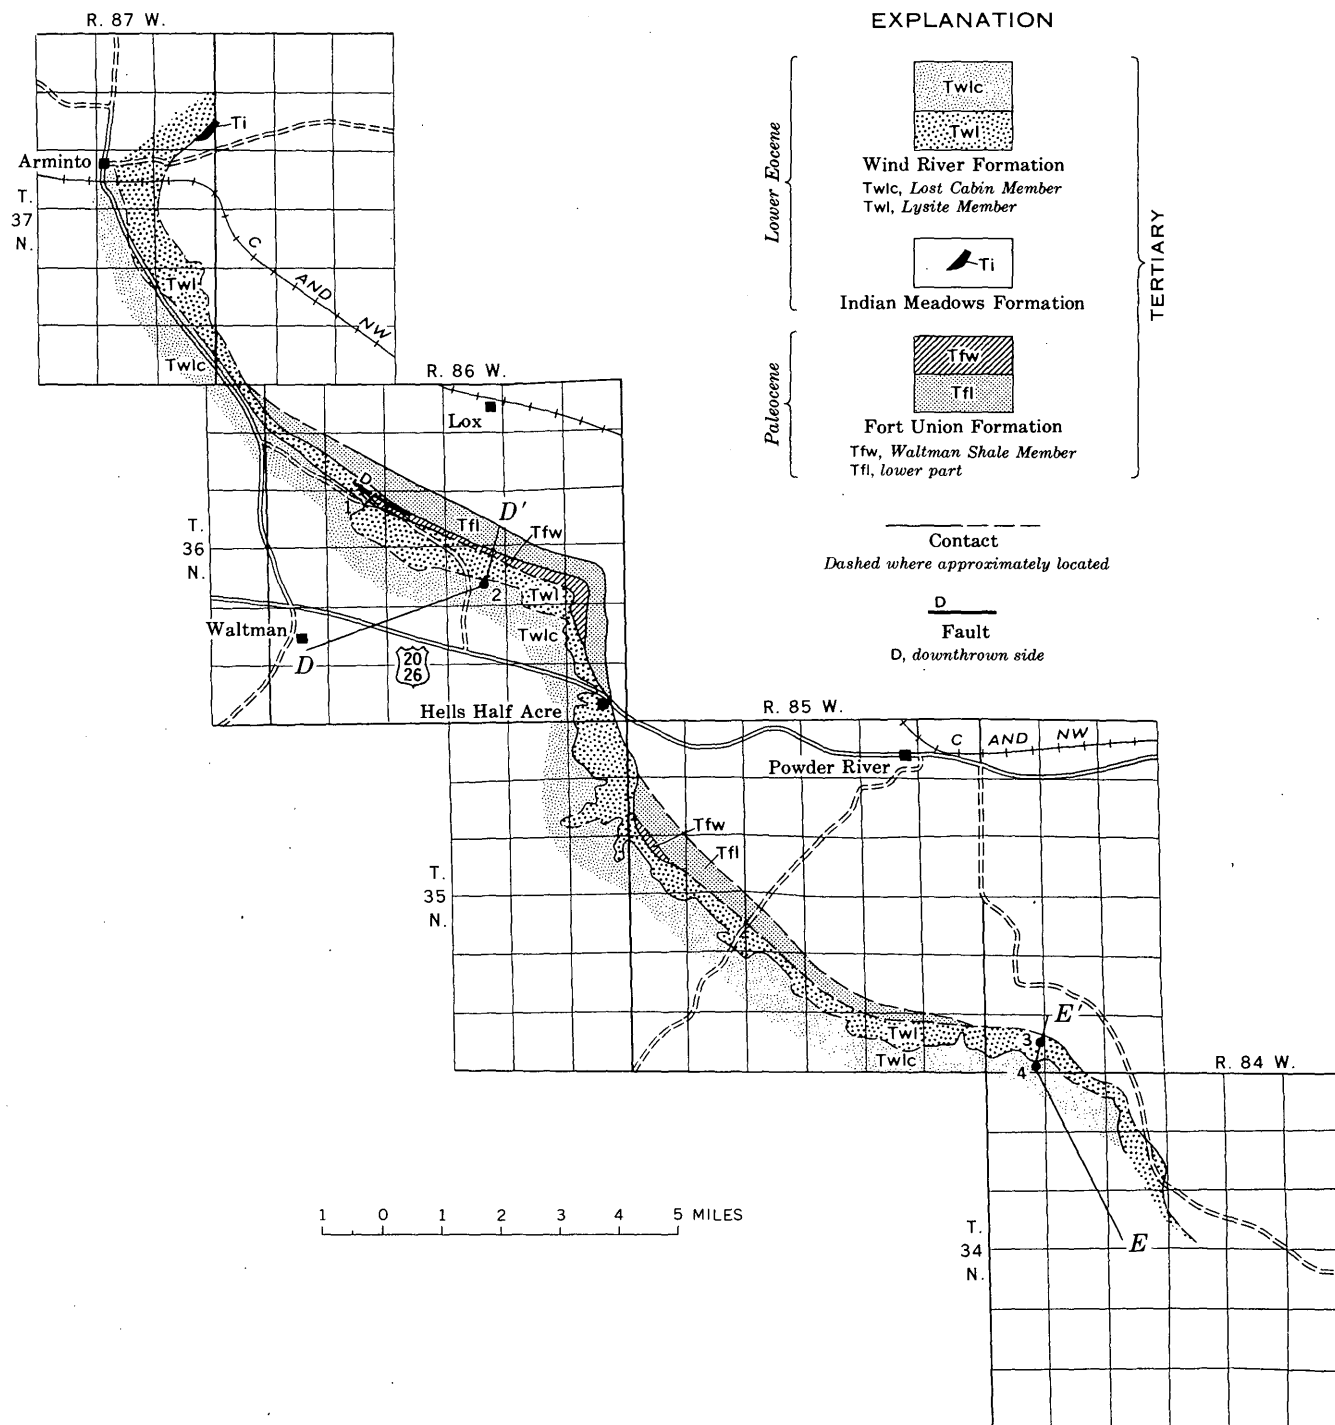 R. 87 W.
Ti
Arminto
T.
37
N.
C AND NW
Twl
Twlc
R. 86 W.
Lox
D
1
Tfl
D'
Tfw
T.
36
N.
2
Twl
Waltman
Twlc
D
20
26
Hells Half Acre
R. 85 W.
C AND NW
Powder River
Tfw
Tfl
T.
35
N.
E'
Twl
3
Twlc
4
R. 84 W.
1 0 1 2 3 4 5 MILES
T.
34
N.
E
EXPLANATION
Twlc
Twl
Wind River Formation
Twlc, Lost Cabin Member
Twl, Lysite Member
Ti
Indian Meadows Formation
Lower Eocene
Tfw
Tfl
Fort Union Formation
Tfw, Waltman Shale Member
Tfl, lower part
Paleocene
TERTIARY
Contact
Dashed where approximately located
D
Fault
D, downthrown side